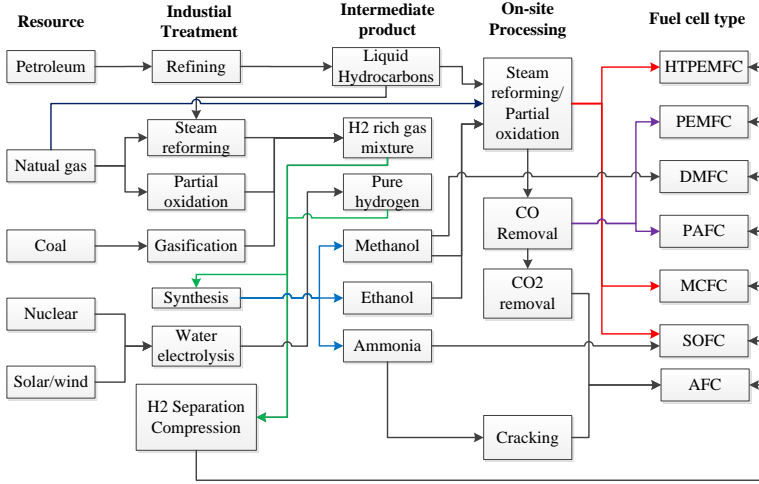 Resource
Industial
Treatment
Intermediate
product
On-site
Processing
Fuel cell type
Petroleum
Refining
Liquid
Hydrocarbons
Steam
reforming/
Partial
oxidation
HTPEMFC
Natual gas
Steam
reforming
H2 rich gas
mixture
PEMFC
Partial
oxidation
Pure
hydrogen
DMFC
Coal
Gasification
Methanol
CO
Removal
PAFC
Nuclear
Synthesis
Ethanol
CO2
removal
MCFC
Solar/wind
Water
electrolysis
Ammonia
SOFC
AFC
H2 Separation
Compression
Cracking